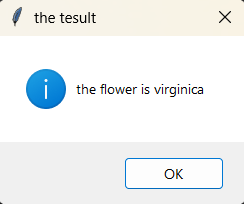 the tesult
the flower is virginica
OK